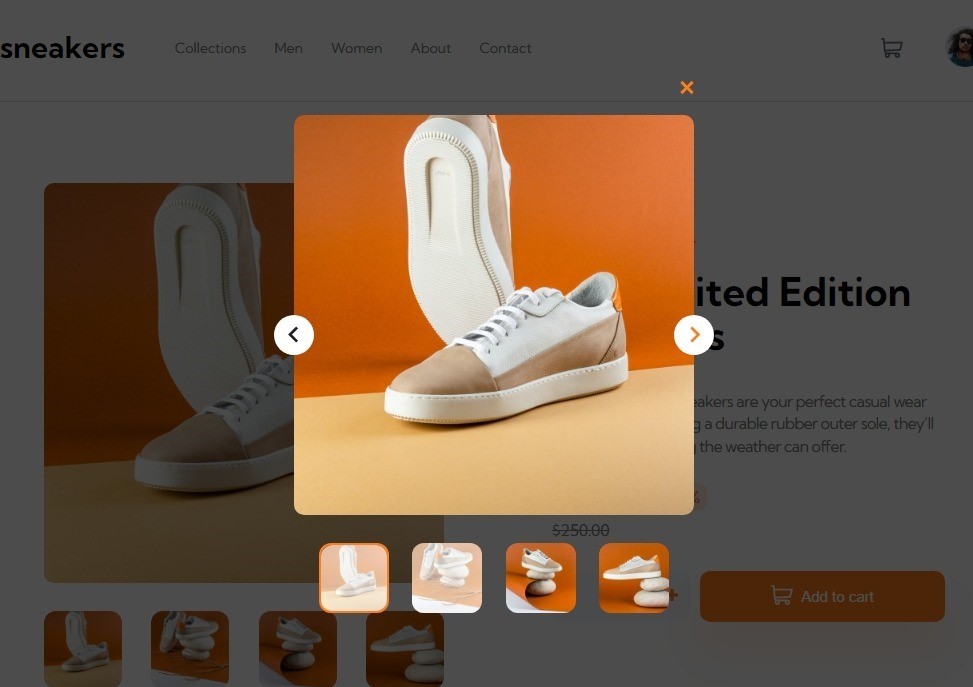 sneakers
Collections
Men
Women
About
Contact
ited Edition
s
eakers are your perfect casual wear
g a durable rubber outer sole, they'll
g the weather can offer.
%
$250.00
Add to cart